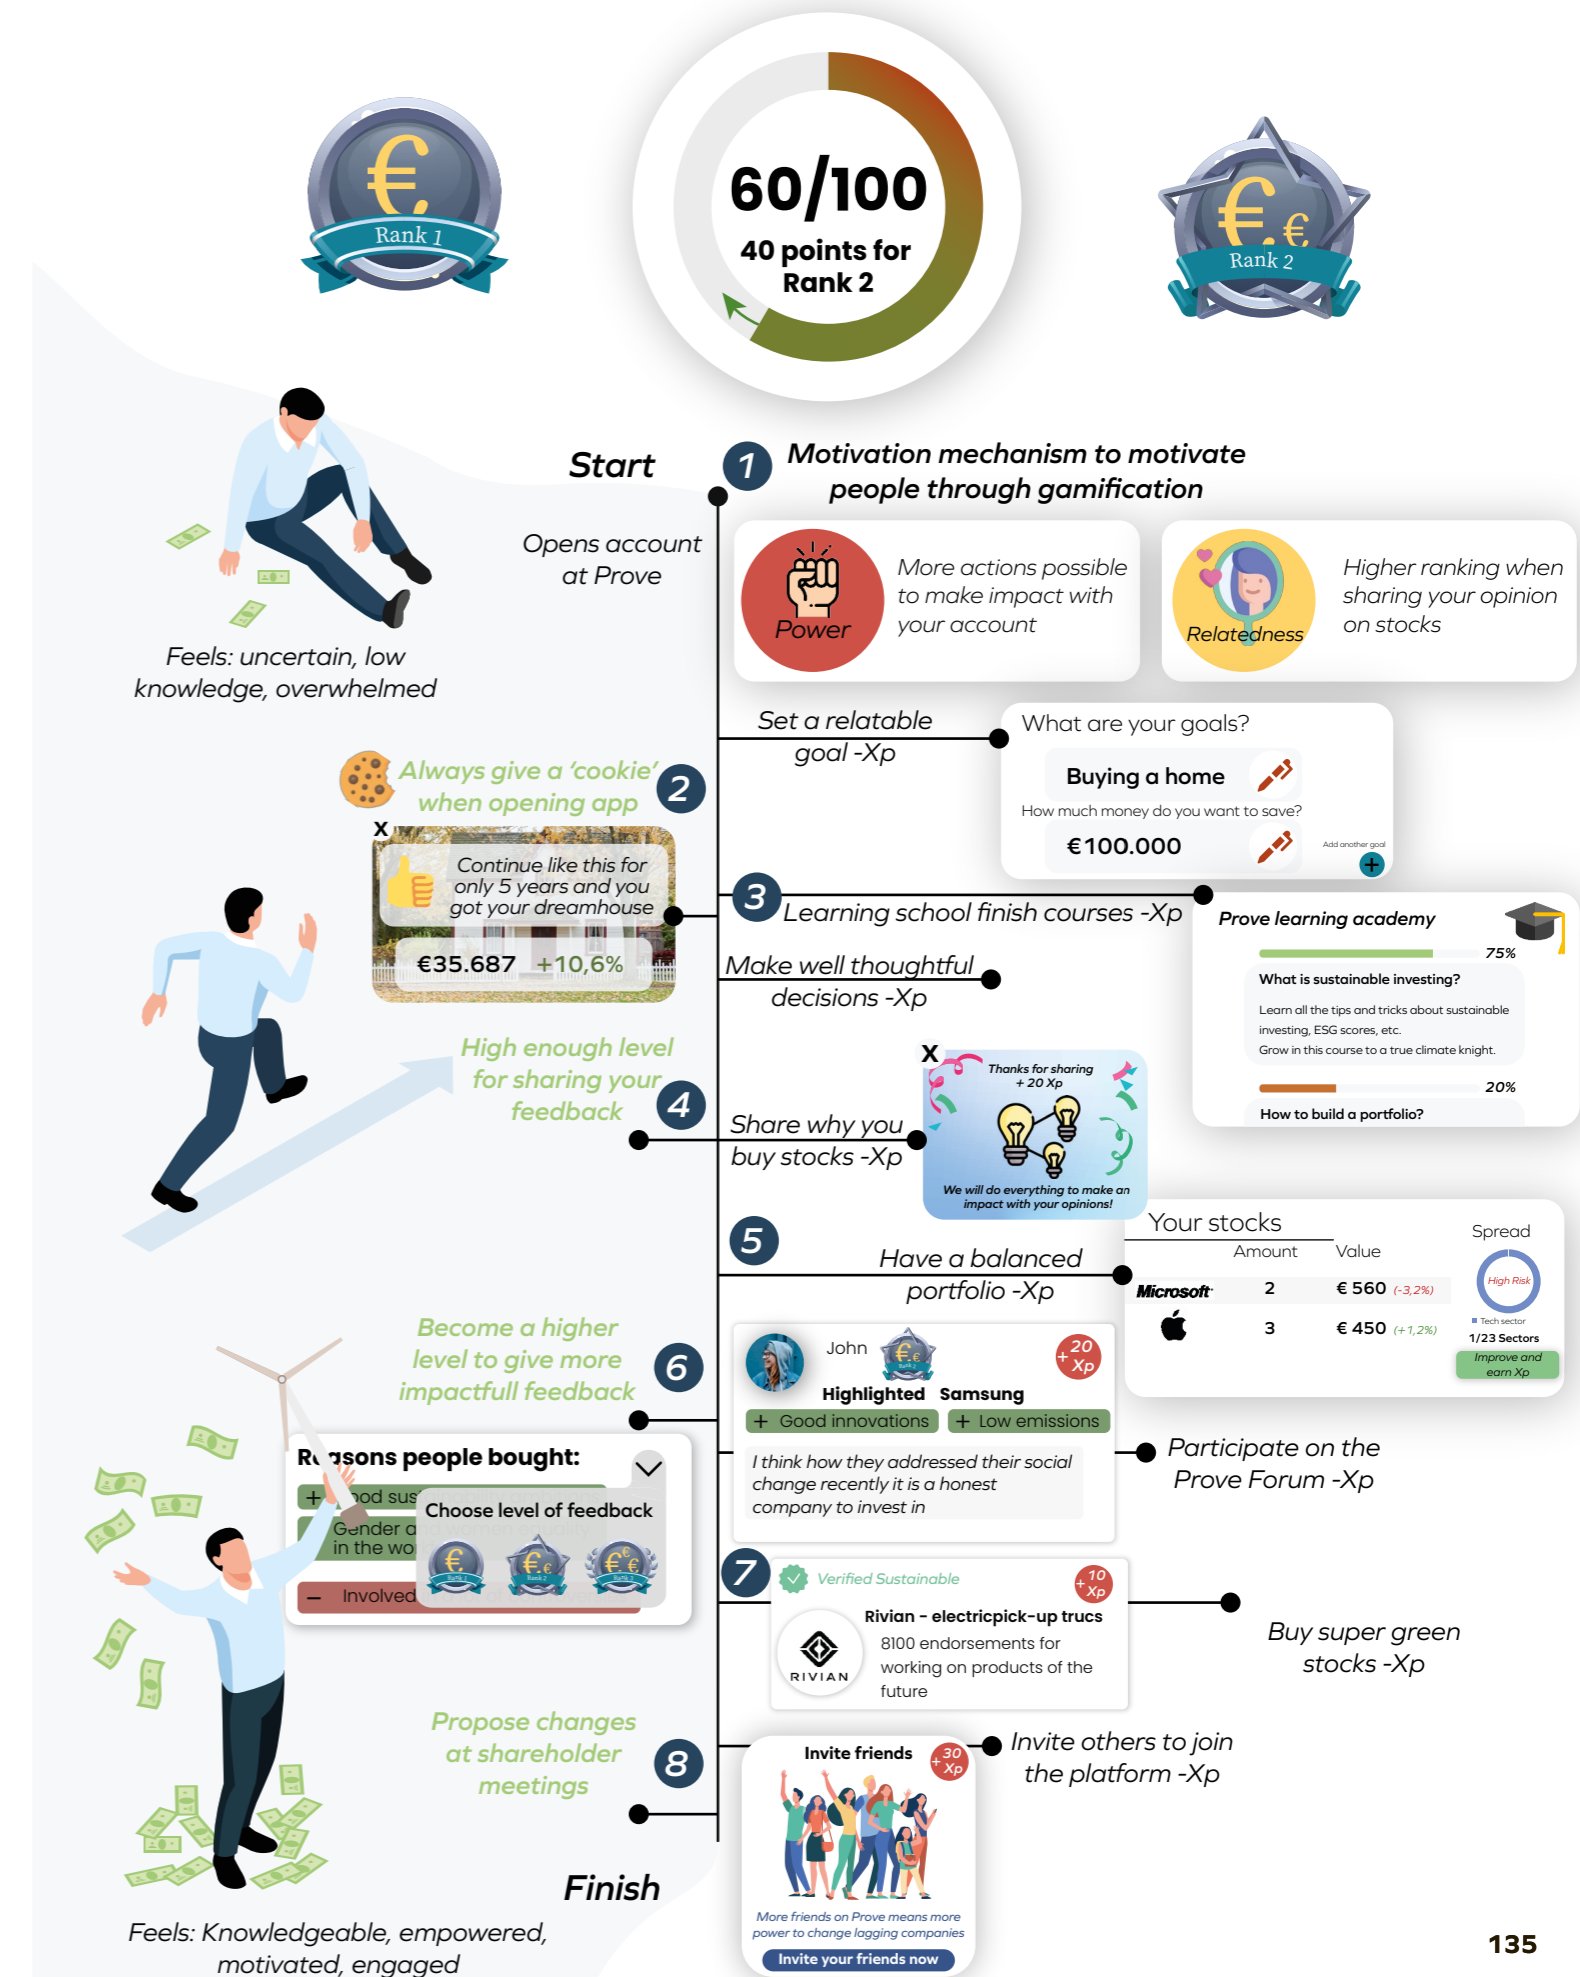 Rank 1
60/100
40 points for
Rank 2
Rank 2
Start
1
Motivation mechanism to motivate
people through gamification
Opens account
at Prove
Power
More actions possible
to make impact with
your account
Relatedness
Higher ranking when
sharing your opinion
on stocks
Feels: uncertain, low
knowledge, overwhelmed
Set a relatable
goal -Xp
What are your goals?
Buying a home
How much money do you want to save?
€100.000
Add another goal
+
Always give a ‘cookie’
when opening app
2
X
Continue like this for
only 5 years and you
got your dreamhouse
€35.687 +10,6%
3
Learning school finish courses -Xp
Prove learning academy
75%
What is sustainable investing?
Learn all the tips and tricks about sustainable
investing, ESG scores, etc.
Grow in this course to a true climate knight.
20%
How to build a portfolio?
Make well thoughtful
decisions -Xp
High enough level
for sharing your
feedback
4
Share why you
buy stocks -Xp
X
Thanks for sharing
+ 20 Xp
We will do everything to make an
impact with your opinions!
5
Have a balanced
portfolio -Xp
Your stocks
Amount Value
Microsoft 2 € 560 (-3,2%)
3 € 450 (+1,2%)
Spread
High Risk
Tech sector
1/23 Sectors
Improve and
earn Xp
Become a higher
level to give more
impactfull feedback
6
John
Rank 2
+20
Xp
Highlighted Samsung
+ Good innovations + Low emissions
I think how they addressed their social
change recently it is a honest
company to invest in
Participate on the
Prove Forum -Xp
Reasons people bought:
+
Gender
in the
− Involved
Choose level of feedback
Rank 1
Rank 2
Rank 3
7
Verified Sustainable
+10
Xp
Rivian - electricpick-up trucs
8100 endorsements for
working on products of the
future
RIVIAN
Buy super green
stocks -Xp
Propose changes
at shareholder
meetings
8
Invite friends
+30
Xp
More friends on Prove means more
power to change lagging companies
Invite your friends now
Invite others to join
the platform -Xp
Finish
Feels: Knowledgeable, empowered,
motivated, engaged
135